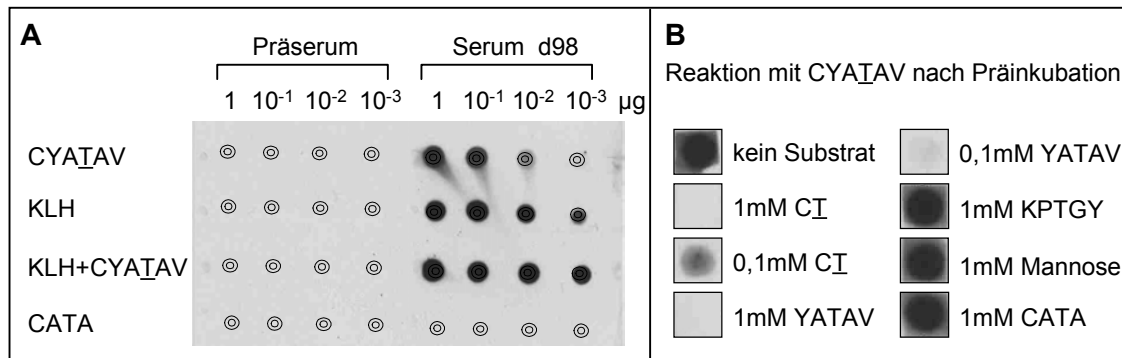 A
Präserum
Serum d98
1 10⁻¹ 10⁻² 10⁻³ 1 10⁻¹ 10⁻² 10⁻³ µg
CYATAV
KLH
KLH+CYATAV
CATA
B
Reaktion mit CYATAV nach Präinkubation
kein Substrat
1mM CT
0,1mM CT
1mM YATAV
0,1mM YATAV
1mM KPTGY
1mM Mannose
1mM CATA